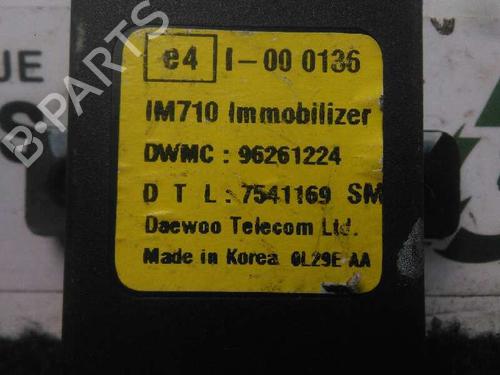 e4 I-00 0136
IM710 Immobilizer
DWMC : 96261224
D T L : 7541169 SM
Daewoo Telecom Ltd.
Made in Korea 0L29E AA
B-PARTS